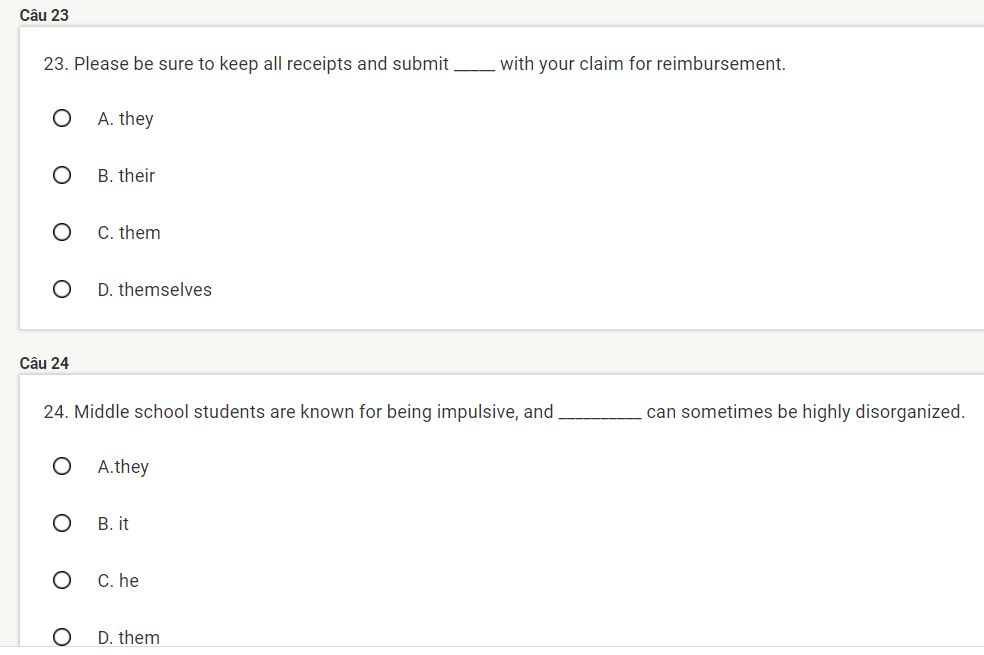 Câu 23
23. Please be sure to keep all receipts and submit _____ with your claim for reimbursement.
A. they
B. their
C. them
D. themselves
Câu 24
24. Middle school students are known for being impulsive, and __________ can sometimes be highly disorganized.
A.they
B. it
C. he
D. them